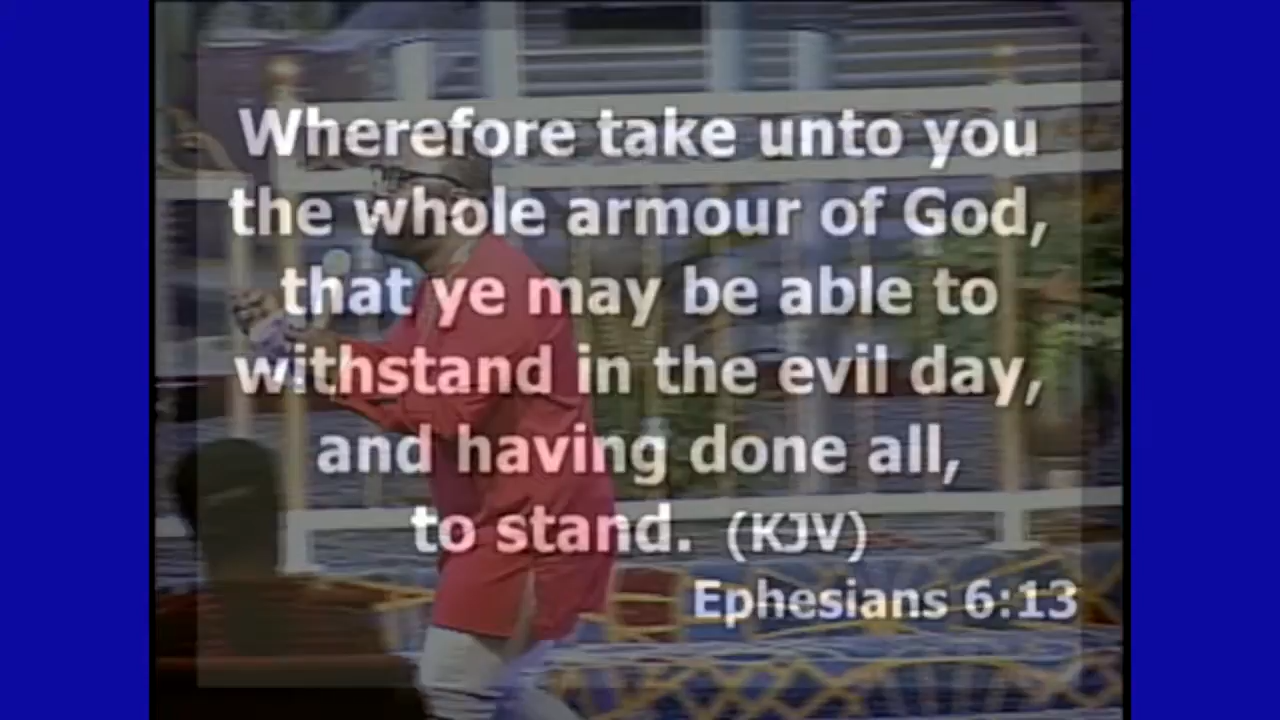 Wherefore take unto you
the whole armour of God,
that ye may be able to
withstand in the evil day,
and having done all,
to stand. (KJV)
Ephesians 6:13